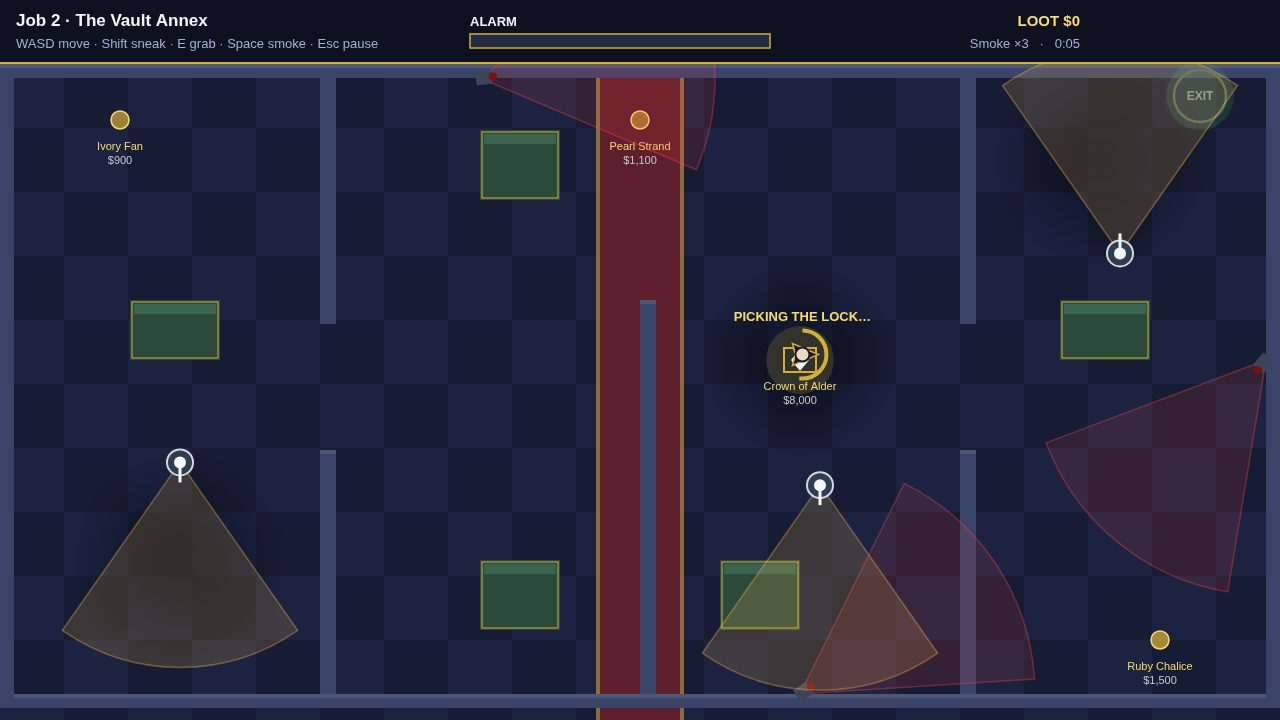 Job 2 · The Vault Annex
WASD move · Shift sneak · E grab · Space smoke · Esc pause
ALARM
LOOT $0
Smoke ×3 · 0:05
EXIT
Ivory Fan
$900
Pearl Strand
$1,100
PICKING THE LOCK…
Crown of Alder
$8,000
Ruby Chalice
$1,500